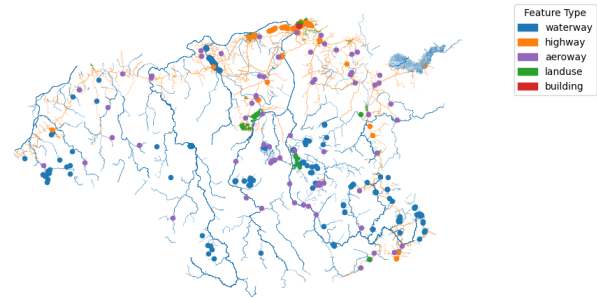 Feature Type
waterway
highway
aeroway
landuse
building